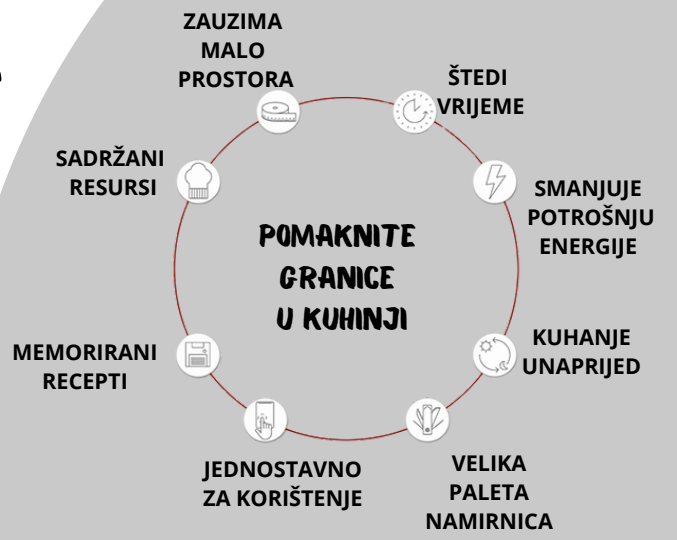 ZAUZIMA
MALO
PROSTORA
ŠTEDI
VRIJEME
SADRŽANI
RESURSI
SMANJUJE
POTROŠNJU
ENERGIJE
POMAKNITE
GRANICE
U KUHINJI
MEMORIRANI
RECEPTI
KUHANJE
UNAPRIJED
JEDNOSTAVNO
ZA KORIŠTENJE
VELIKA
PALETA
NAMIRNICA